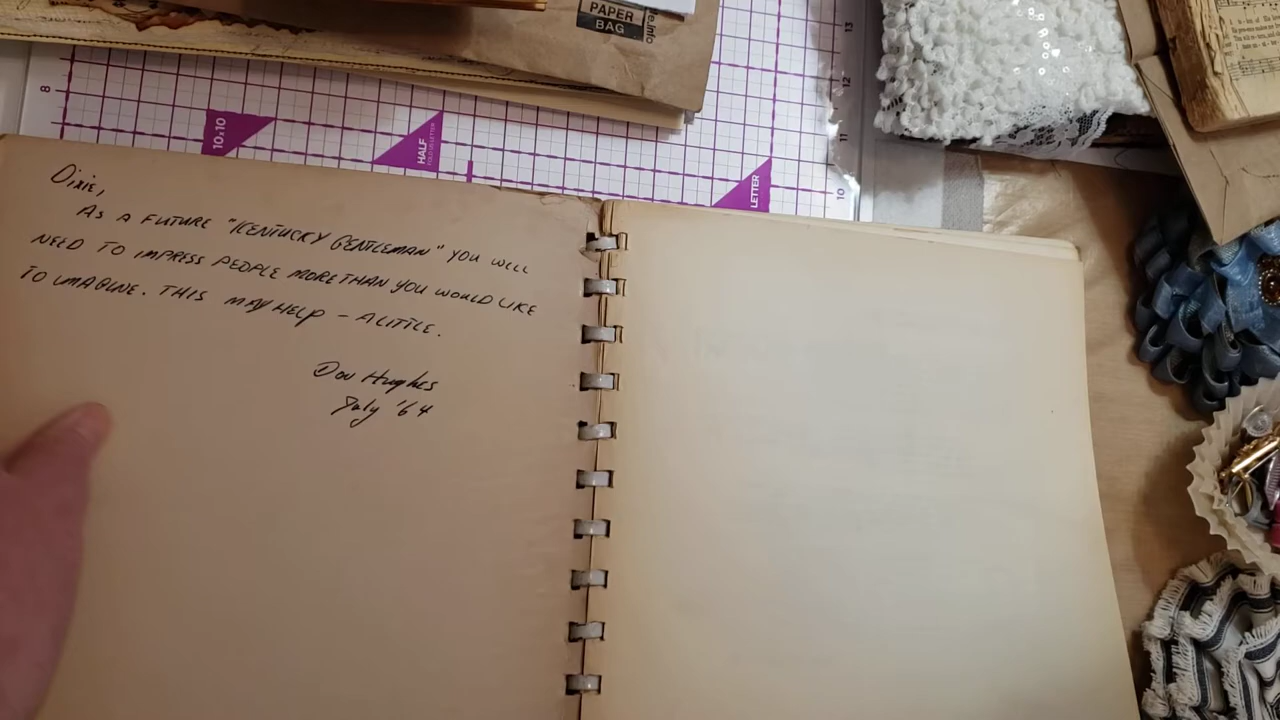 PAPER
BAG
8
10x10
HALF
LETTER
13
12
11
10
Dixie,
AS A FUTURE "KENTUCKY GENTLEMAN" YOU WILL
NEED TO IMPRESS PEOPLE MORE THAN YOU WOULD LIKE
TO IMAGINE. THIS MAY HELP - A LITTLE.
Don Hughes
July '64